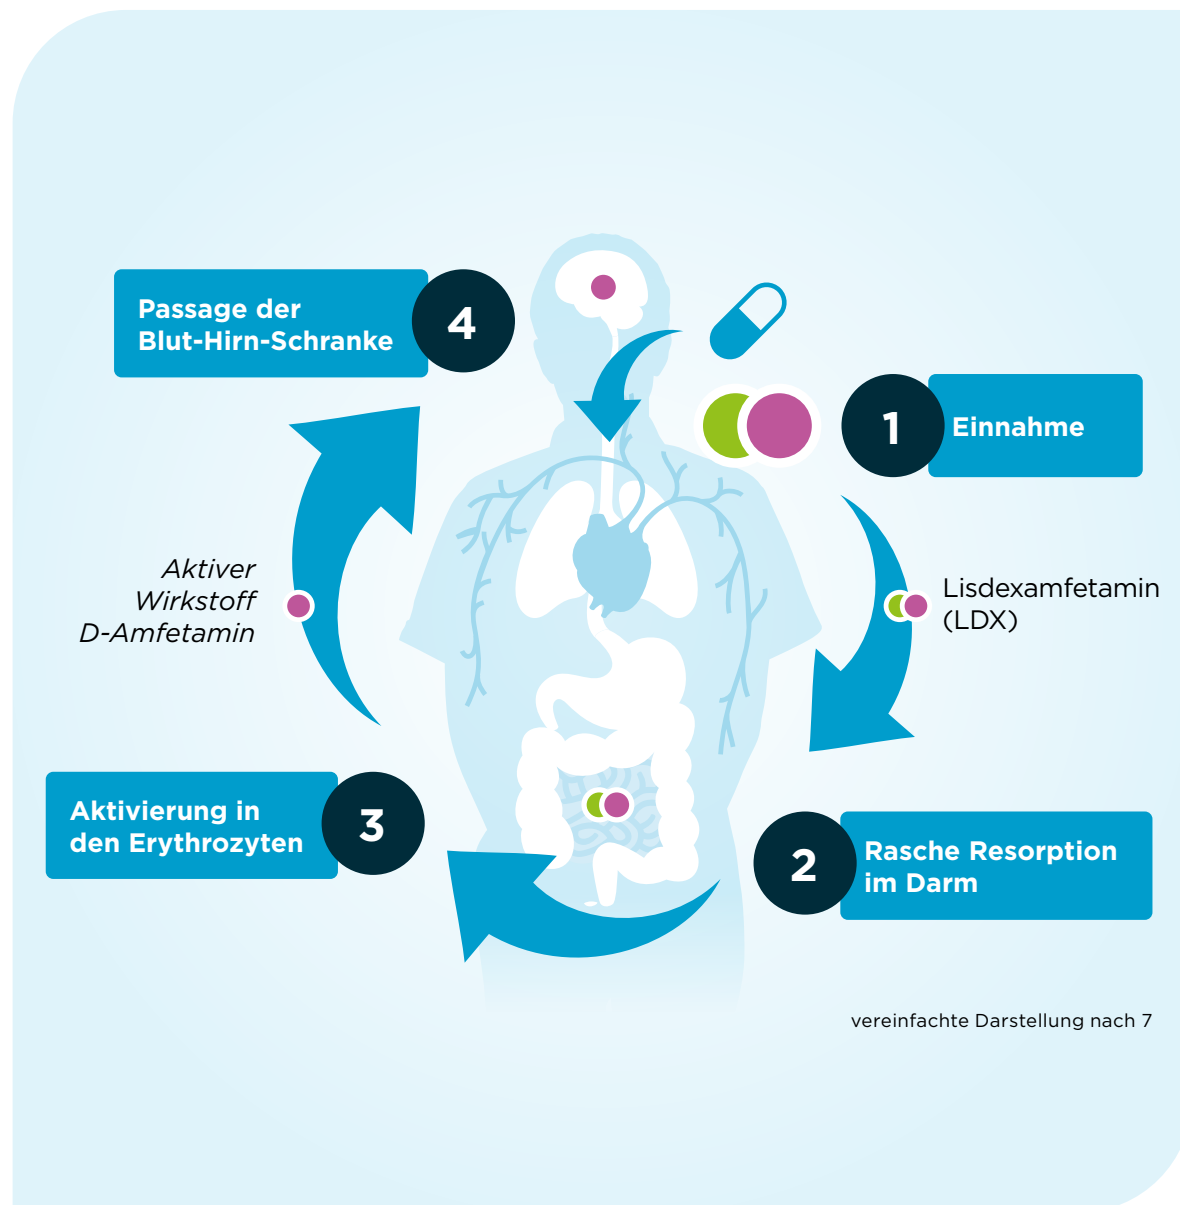 1
Einnahme
Lisdexamfetamin
(LDX)
2
Rasche Resorption
im Darm
3
Aktivierung in
den Erythrozyten
Aktiver
Wirkstoff
D-Amfetamin
4
Passage der
Blut-Hirn-Schranke
vereinfachte Darstellung nach 7